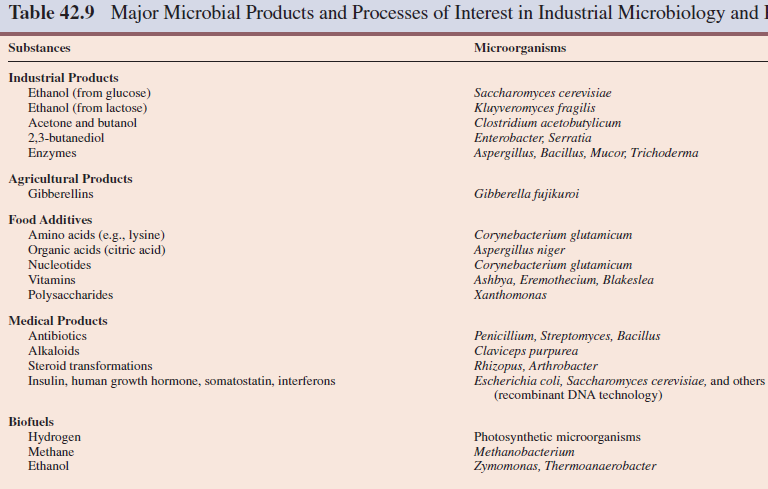 Table 42.9 Major Microbial Products and Processes of Interest in Industrial Microbiology and
Substances Microorganisms
Industrial Products
Ethanol (from glucose) Saccharomyces cerevisiae
Ethanol (from lactose) Kluyveromyces fragilis
Acetone and butanol Clostridium acetobutylicum
2,3-butanediol Enterobacter, Serratia
Enzymes Aspergillus, Bacillus, Mucor, Trichoderma
Agricultural Products
Gibberellins Gibberella fujikuroi
Food Additives
Amino acids (e.g., lysine) Corynebacterium glutamicum
Organic acids (citric acid) Aspergillus niger
Nucleotides Corynebacterium glutamicum
Vitamins Ashbya, Eremothecium, Blakeslea
Polysaccharides Xanthomonas
Medical Products
Antibiotics Penicillium, Streptomyces, Bacillus
Alkaloids Claviceps purpurea
Steroid transformations Rhizopus, Arthrobacter
Insulin, human growth hormone, somatostatin, interferons Escherichia coli, Saccharomyces cerevisiae, and others
(recombinant DNA technology)
Biofuels
Hydrogen Photosynthetic microorganisms
Methane Methanobacterium
Ethanol Zymomonas, Thermoanaerobacter